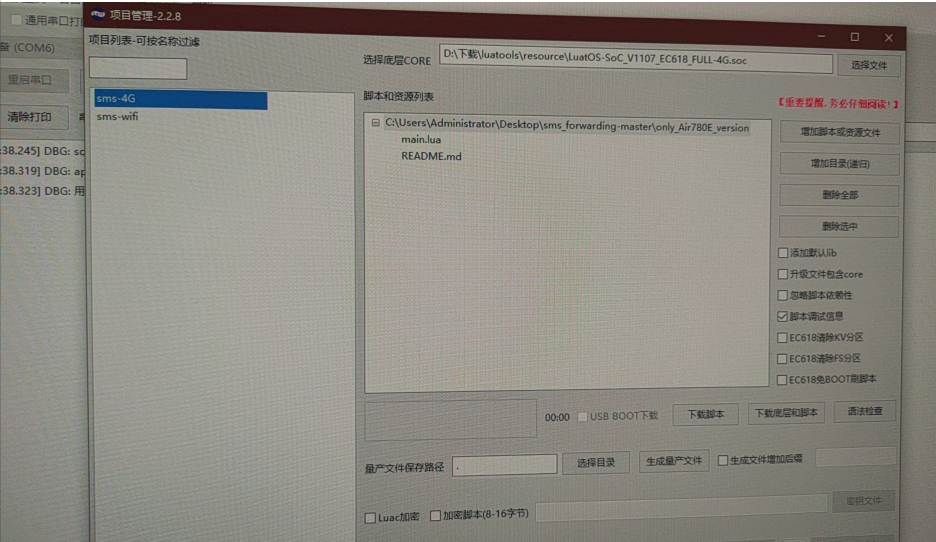 项目管理-2.2.8
通用串口打
备 (COM6)
重启串口
清除打印
:38.245] DBG: sc
:38.319] DBG: ap
:38.323] DBG: 用
项目列表-可按名称过滤
sms-4G
sms-wifi
选择底层CORE D:\下载\luatools\resource\LuatOS-SoC_V1107_EC618_FULL-4G.soc 选择文件
脚本和资源列表
【重要提醒,务必仔细阅读!】
C:\Users\Administrator\Desktop\sms_forwarding-master\only_Air780E_version
main.lua
README.md
增加脚本或资源文件
增加目录(递归)
删除全部
删除选中
添加默认lib
升级文件包含core
忽略脚本依赖性
脚本调试信息
EC618清除KV分区
EC618清除FS分区
EC618免BOOT刷脚本
00:00 USB BOOT下载 下载脚本 下载底层和脚本 语法检查
量产文件保存路径 . 选择目录 生成量产文件 生成文件增加后缀
Luac加密 加密脚本(8-16字节) 密钥文件